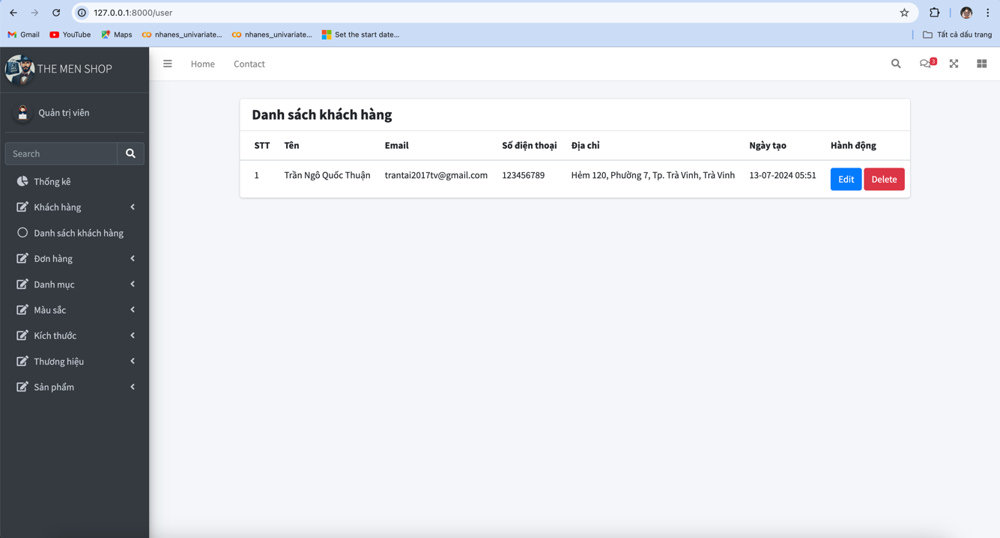 127.0.0.1:8000/user
Gmail YouTube Maps nhanes_univariate... nhanes_univariate... Set the start date... Tất cả dấu trang
THE MEN SHOP
Home Contact 3
Quản trị viên
Search
Thống kê
Khách hàng
Danh sách khách hàng
Đơn hàng
Danh mục
Màu sắc
Kích thước
Thương hiệu
Sản phẩm
Danh sách khách hàng
STT Tên Email Số điện thoại Địa chỉ Ngày tạo Hành động
1 Trần Ngô Quốc Thuận trantai2017tv@gmail.com 123456789 Hẻm 120, Phường 7, Tp. Trà Vinh, Trà Vinh 13-07-2024 05:51 Edit Delete